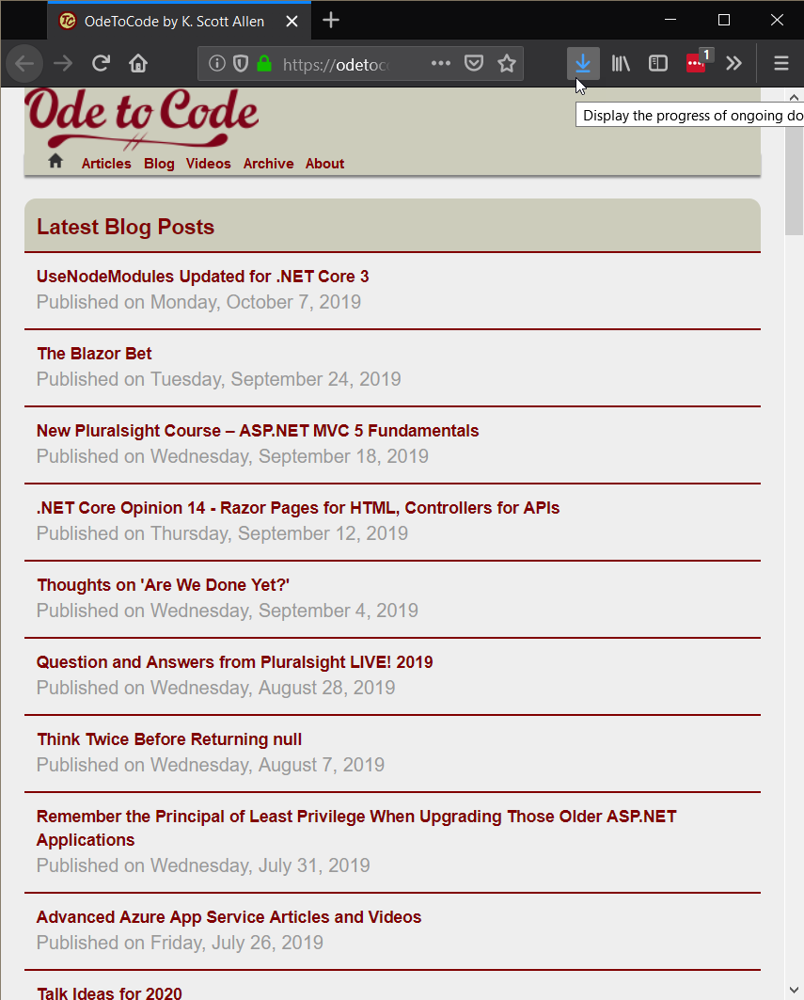 OdeToCode by K. Scott Allen
https://odetoc
1
Display the progress of ongoing do
Ode to Code
Articles Blog Videos Archive About
Latest Blog Posts
UseNodeModules Updated for .NET Core 3
Published on Monday, October 7, 2019
The Blazor Bet
Published on Tuesday, September 24, 2019
New Pluralsight Course – ASP.NET MVC 5 Fundamentals
Published on Wednesday, September 18, 2019
.NET Core Opinion 14 - Razor Pages for HTML, Controllers for APIs
Published on Thursday, September 12, 2019
Thoughts on 'Are We Done Yet?'
Published on Wednesday, September 4, 2019
Question and Answers from Pluralsight LIVE! 2019
Published on Wednesday, August 28, 2019
Think Twice Before Returning null
Published on Wednesday, August 7, 2019
Remember the Principal of Least Privilege When Upgrading Those Older ASP.NET
Applications
Published on Wednesday, July 31, 2019
Advanced Azure App Service Articles and Videos
Published on Friday, July 26, 2019
Talk Ideas for 2020